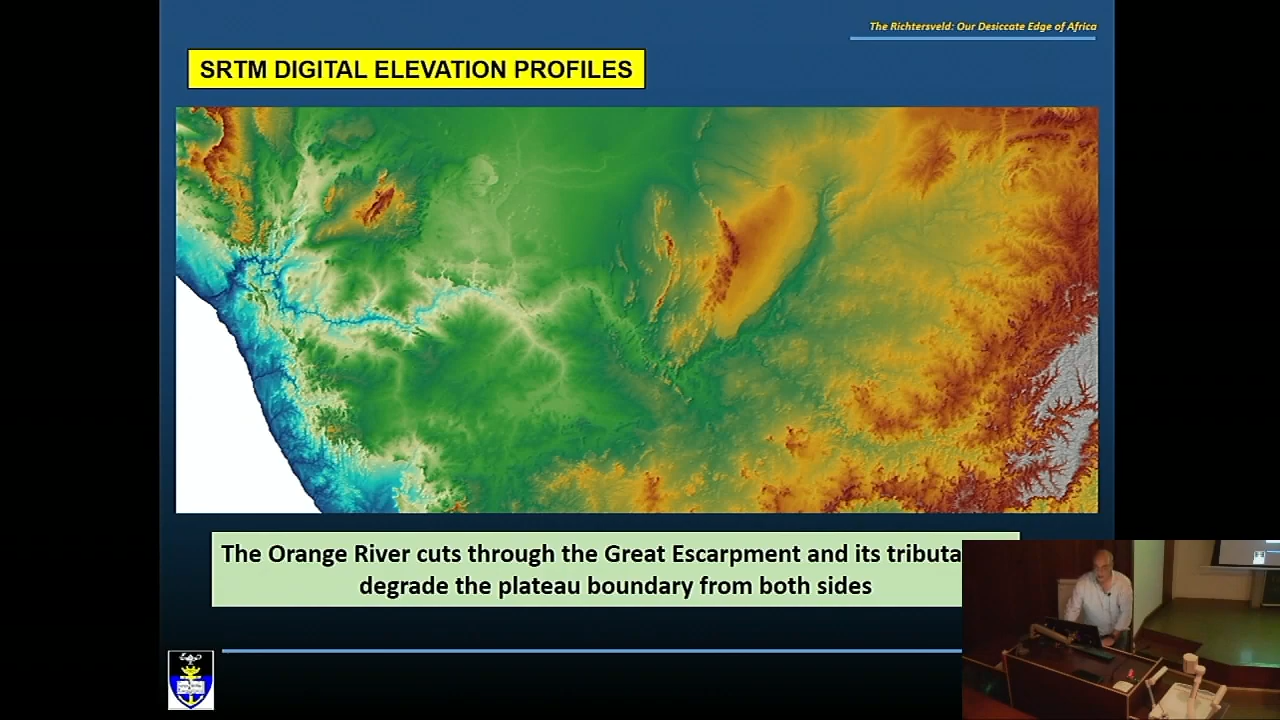 The Richtersveld: Our Desiccate Edge of Africa
SRTM DIGITAL ELEVATION PROFILES
The Orange River cuts through the Great Escarpment and its
degrade the plateau boundary from both sides